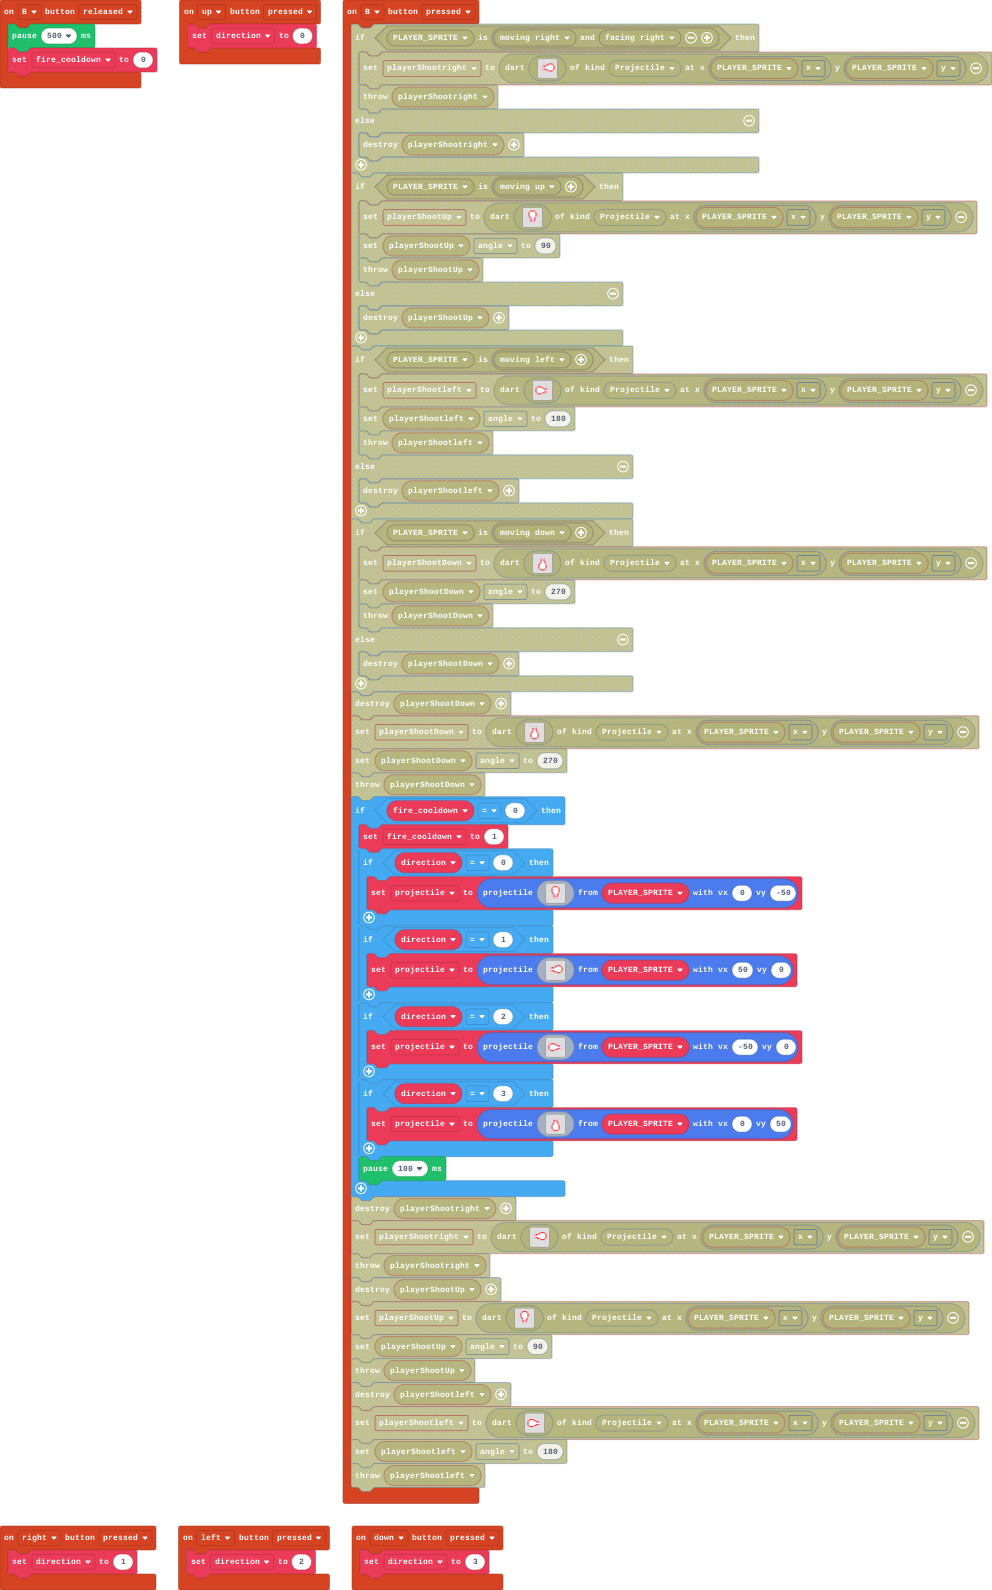 on B button released
pause 500 ms
set fire_cooldown to 0
on up button pressed
set direction to 0
on B button pressed
if PLAYER_SPRITE is moving right and facing right then
set playerShootright to dart of kind Projectile at x PLAYER_SPRITE x y PLAYER_SPRITE y
throw playerShootright
else
destroy playerShootright
if PLAYER_SPRITE is moving up then
set playerShootUp to dart of kind Projectile at x PLAYER_SPRITE x y PLAYER_SPRITE y
set playerShootUp angle to 90
throw playerShootUp
else
destroy playerShootUp
if PLAYER_SPRITE is moving left then
set playerShootleft to dart of kind Projectile at x PLAYER_SPRITE x y PLAYER_SPRITE y
set playerShootleft angle to 180
throw playerShootleft
else
destroy playerShootleft
if PLAYER_SPRITE is moving down then
set playerShootDown to dart of kind Projectile at x PLAYER_SPRITE x y PLAYER_SPRITE y
set playerShootDown angle to 270
throw playerShootDown
else
destroy playerShootDown
destroy playerShootDown
set playerShootDown to dart of kind Projectile at x PLAYER_SPRITE x y PLAYER_SPRITE y
set playerShootDown angle to 270
throw playerShootDown
if fire_cooldown = 0 then
set fire_cooldown to 1
if direction = 0 then
set projectile to projectile from PLAYER_SPRITE with vx 0 vy -50
if direction = 1 then
set projectile to projectile from PLAYER_SPRITE with vx 50 vy 0
if direction = 2 then
set projectile to projectile from PLAYER_SPRITE with vx -50 vy 0
if direction = 3 then
set projectile to projectile from PLAYER_SPRITE with vx 0 vy 50
pause 100 ms
destroy playerShootright
set playerShootright to dart of kind Projectile at x PLAYER_SPRITE x y PLAYER_SPRITE y
throw playerShootright
destroy playerShootUp
set playerShootUp to dart of kind Projectile at x PLAYER_SPRITE x y PLAYER_SPRITE y
set playerShootUp angle to 90
throw playerShootUp
destroy playerShootleft
set playerShootleft to dart of kind Projectile at x PLAYER_SPRITE x y PLAYER_SPRITE y
set playerShootleft angle to 180
throw playerShootleft
on right button pressed
set direction to 1
on left button pressed
set direction to 2
on down button pressed
set direction to 3